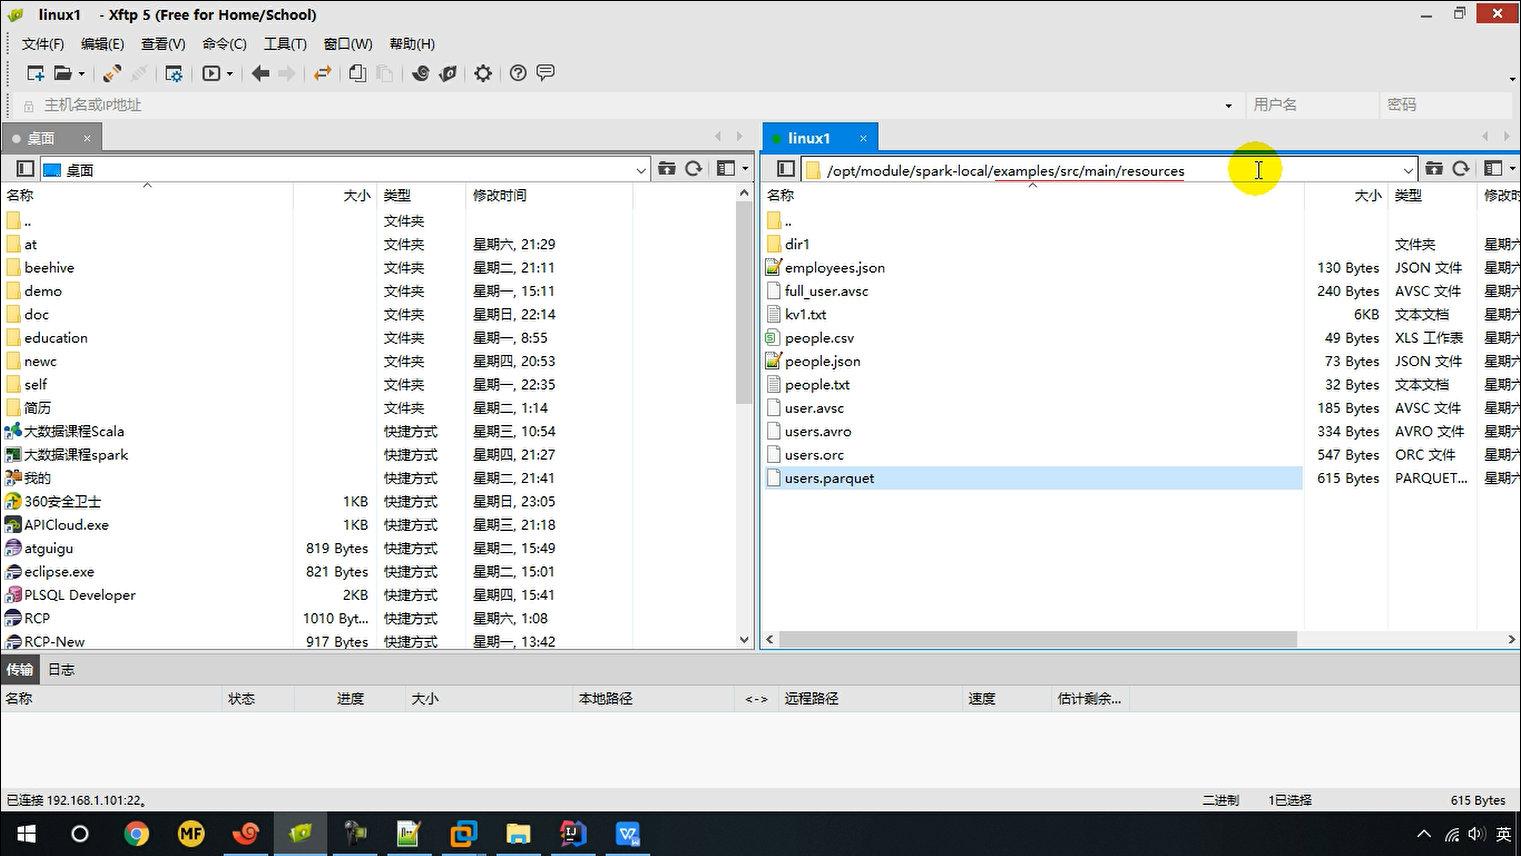 linux1 - Xftp 5 (Free for Home/School)
文件(F) 编辑(E) 查看(V) 命令(C) 工具(T) 窗口(W) 帮助(H)
主机名或IP地址 用户名 密码
桌面 × linux1 ×
桌面 /opt/module/spark-local/examples/src/main/resources
名称 大小 类型 修改时间
.. 文件夹
at 文件夹 星期六, 21:29
beehive 文件夹 星期二, 21:11
demo 文件夹 星期一, 15:11
doc 文件夹 星期日, 22:14
education 文件夹 星期一, 8:55
newc 文件夹 星期四, 20:53
self 文件夹 星期一, 22:35
简历 文件夹 星期二, 1:14
大数据课程Scala 快捷方式 星期三, 10:54
大数据课程spark 快捷方式 星期四, 21:27
我的 快捷方式 星期二, 21:41
360安全卫士 1KB 快捷方式 星期日, 23:05
APICloud.exe 1KB 快捷方式 星期三, 21:18
atguigu 819 Bytes 快捷方式 星期二, 15:49
eclipse.exe 821 Bytes 快捷方式 星期二, 15:01
PLSQL Developer 2KB 快捷方式 星期四, 15:41
RCP 1010 Byt... 快捷方式 星期六, 1:08
RCP-New 917 Bytes 快捷方式 星期一, 13:42
名称 大小 类型 修改时
..
dir1 文件夹 星期六
employees.json 130 Bytes JSON 文件 星期六
full_user.avsc 240 Bytes AVSC 文件 星期六
kv1.txt 6KB 文本文档 星期六
people.csv 49 Bytes XLS 工作表 星期六
people.json 73 Bytes JSON 文件 星期六
people.txt 32 Bytes 文本文档 星期六
user.avsc 185 Bytes AVSC 文件 星期六
users.avro 334 Bytes AVRO 文件 星期六
users.orc 547 Bytes ORC 文件 星期六
users.parquet 615 Bytes PARQUET... 星期六
传输 日志
名称 状态 进度 大小 本地路径 <-> 远程路径 速度 估计剩余...
已连接 192.168.1.101:22。 二进制 1已选择 615 Bytes
MF 英